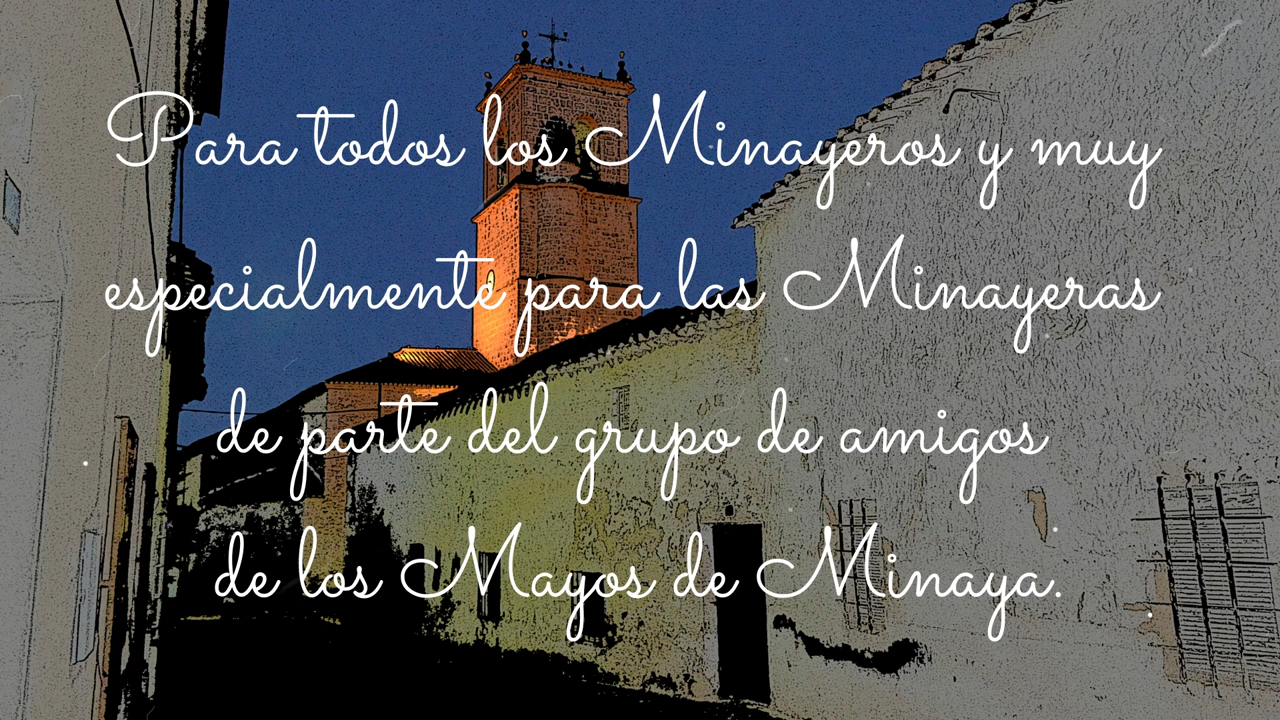 Para todos los Minayeros y muy
especialmente para las Minayeras
de parte del grupo de amigos
de los Mayos de Minaya.